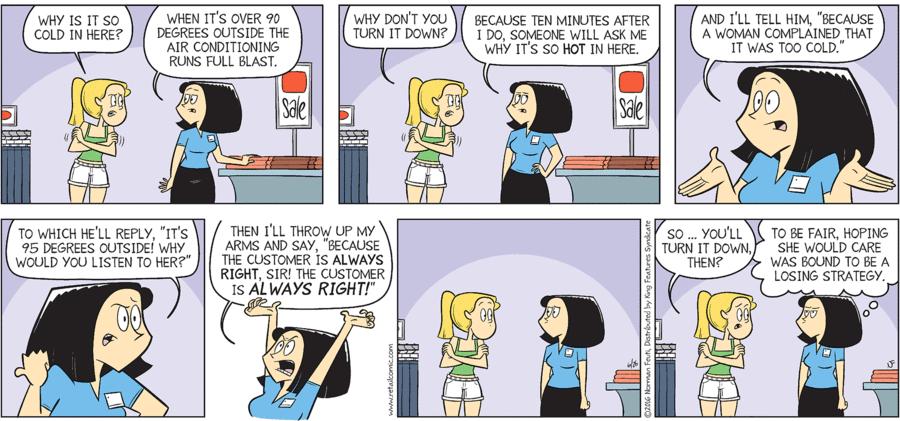 WHY IS IT SO
COLD IN HERE?
WHEN IT'S OVER 90
DEGREES OUTSIDE THE
AIR CONDITIONING
RUNS FULL BLAST.
Sale
WHY DON'T YOU
TURN IT DOWN?
BECAUSE TEN MINUTES AFTER
I DO, SOMEONE WILL ASK ME
WHY IT'S SO HOT IN HERE.
Sale
AND I'LL TELL HIM, "BECAUSE
A WOMAN COMPLAINED THAT
IT WAS TOO COLD."
TO WHICH HE'LL REPLY, "IT'S
95 DEGREES OUTSIDE! WHY
WOULD YOU LISTEN TO HER?"
THEN I'LL THROW UP MY
ARMS AND SAY, "BECAUSE
THE CUSTOMER IS ALWAYS
RIGHT, SIR! THE CUSTOMER
IS ALWAYS RIGHT!"
www.retailcomic.com
©2016 Norman Feuti, Distributed by King Features Syndicate
SO ... YOU'LL
TURN IT DOWN,
THEN?
TO BE FAIR, HOPING
SHE WOULD CARE
WAS BOUND TO BE A
LOSING STRATEGY.